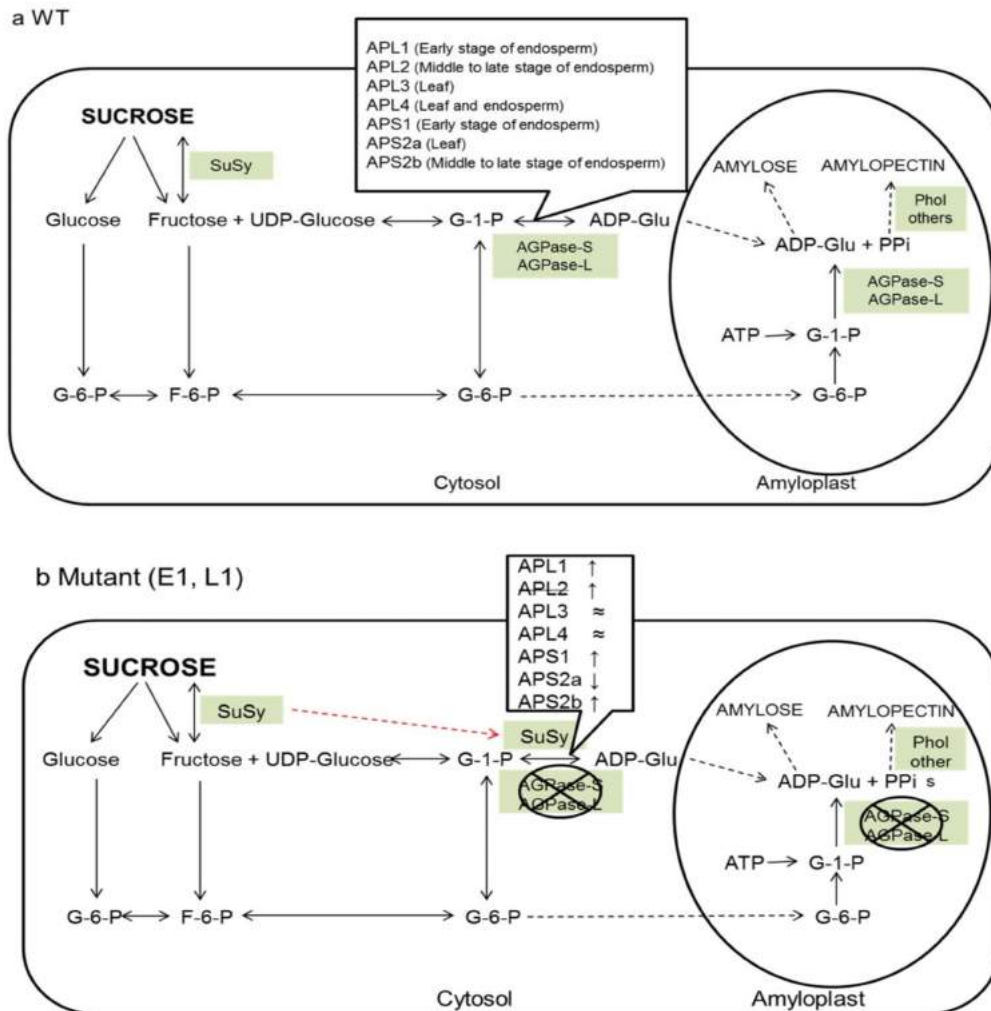 a WT
APL1 (Early stage of endosperm)
APL2 (Middle to late stage of endosperm)
APL3 (Leaf)
APL4 (Leaf and endosperm)
APS1 (Early stage of endosperm)
APS2a (Leaf)
APS2b (Middle to late stage of endosperm)
SUCROSE
SuSy
AMYLOSE
AMYLOPECTIN
PhoI
others
Glucose
Fructose + UDP-Glucose
G-1-P
ADP-Glu
ADP-Glu + PPi
AGPase-S
AGPase-L
AGPase-S
AGPase-L
ATP
G-1-P
G-6-P
F-6-P
G-6-P
G-6-P
Cytosol
Amyloplast
b Mutant (E1, L1)
APL1 ↑
APL2 ↑
APL3 ≈
APL4 ≈
APS1 ↑
APS2a ↓
APS2b ↑
SUCROSE
SuSy
SuSy
AMYLOSE
AMYLOPECTIN
PhoI
other
s
Glucose
Fructose + UDP-Glucose
G-1-P
ADP-Glu
ADP-Glu + PPi
AGPase-S
AGPase-L
AGPase-S
AGPase-L
ATP
G-1-P
G-6-P
F-6-P
G-6-P
G-6-P
Cytosol
Amyloplast